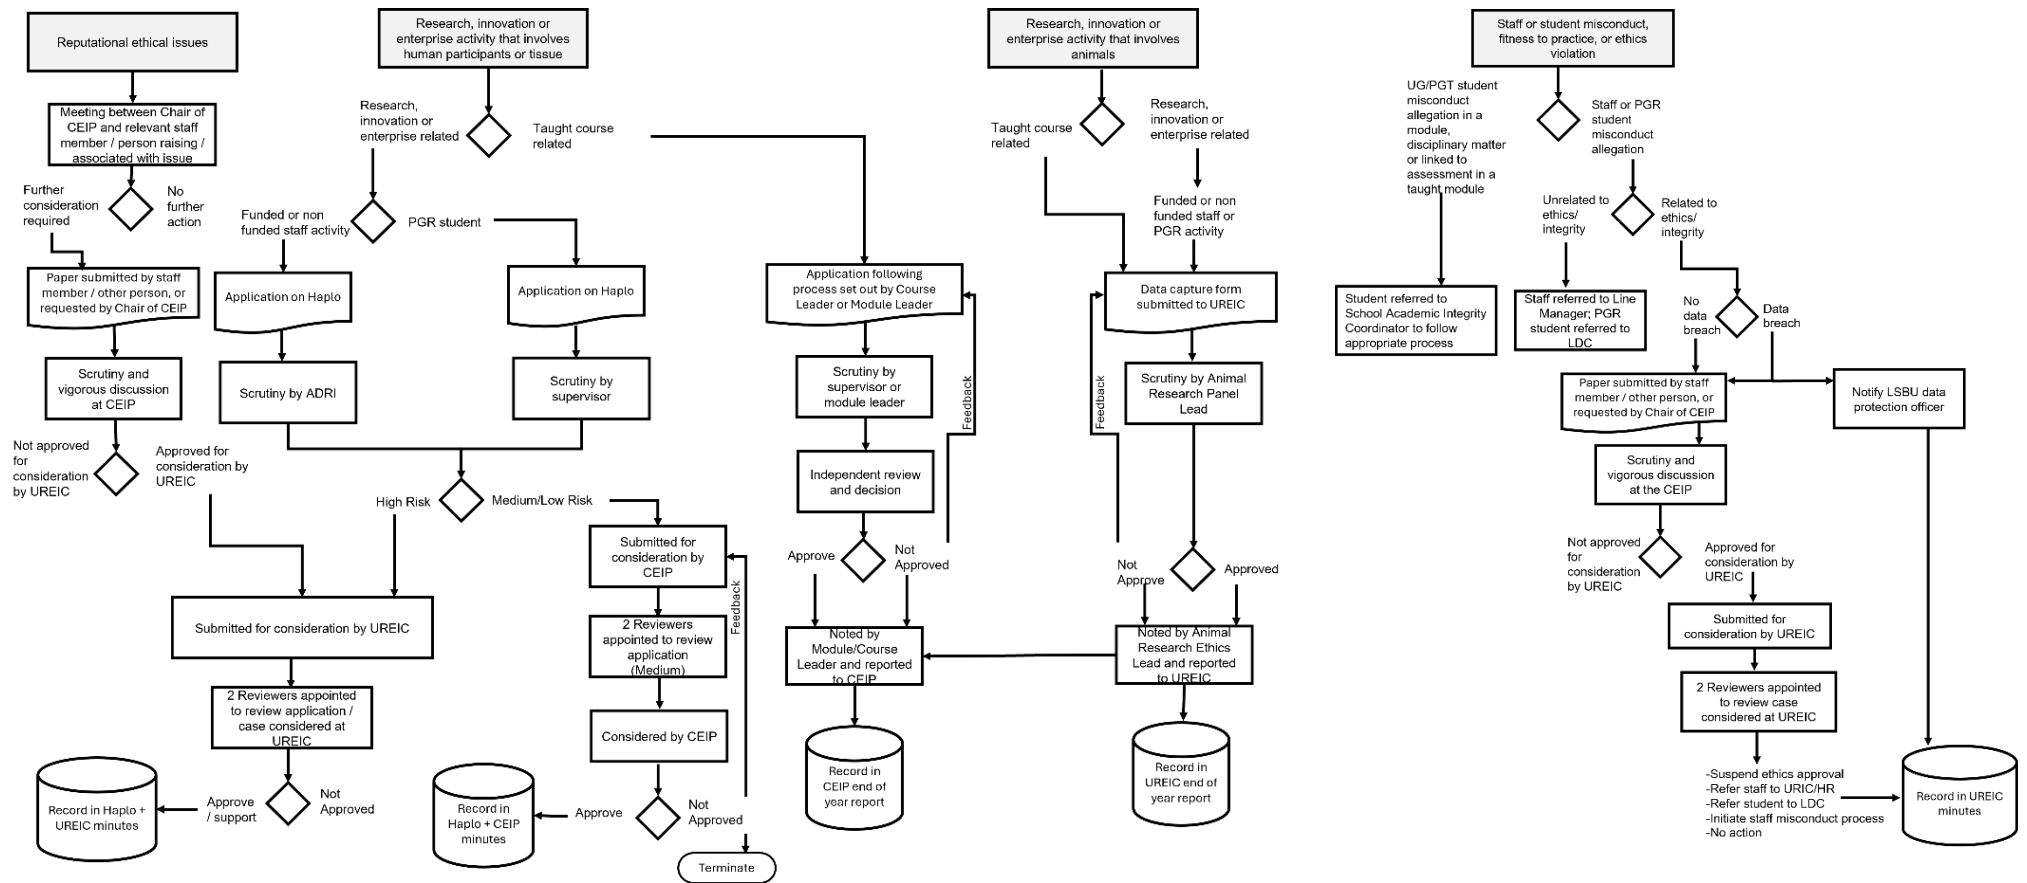 Reputational ethical issues
Meeting between Chair of
CEIP and relevant staff
member / person raising /
associated with issue
Further
consideration
required
No
further
action
Paper submitted by staff
member / other person, or
requested by Chair of CEIP
Scrutiny and
vigorous discussion
at CEIP
Not approved
for
consideration
by UREIC
Approved for
consideration by
UREIC
Research, innovation or
enterprise activity that involves
human participants or tissue
Research,
innovation or
enterprise related
Taught course
related
Funded or non
funded staff activity
PGR student
Application on Haplo
Application on Haplo
Scrutiny by ADRI
Scrutiny by
supervisor
High Risk
Medium/Low Risk
Submitted for consideration by UREIC
2 Reviewers appointed
to review application /
case considered at
UREIC
Approve
/ support
Not
Approved
Record in Haplo +
UREIC minutes
Submitted for
consideration by
CEIP
Feedback
2 Reviewers
appointed to review
application
(Medium)
Considered by CEIP
Approve
Not
Approved
Record in
Haplo + CEIP
minutes
Terminate
Application following
process set out by Course
Leader or Module Leader
Scrutiny by
supervisor or
module leader
Feedback
Independent review
and decision
Approve
Not
Approved
Noted by
Module/Course
Leader and reported
to CEIP
Record in
CEIP end of
year report
Research, innovation or
enterprise activity that involves
animals
Taught course
related
Research,
innovation or
enterprise related
Funded or non
funded staff or
PGR activity
Data capture form
submitted to UREIC
Feedback
Scrutiny by Animal
Research Panel
Lead
Not
Approve
Approved
Noted by Animal
Research Ethics
Lead and reported
to UREIC
Record in
UREIC end of
year report
Staff or student misconduct,
fitness to practice, or ethics
violation
UG/PGT student
misconduct
allegation in a
module,
disciplinary matter
or linked to
assessment in a
taught module
Staff or PGR
student
misconduct
allegation
Unrelated to
ethics/
integrity
Related to
ethics/
integrity
Student referred to
School Academic Integrity
Coordinator to follow
appropriate process
Staff referred to Line
Manager; PGR
student referred to
LDC
No
data
breach
Data
breach
Paper submitted by staff
member / other person, or
requested by Chair of CEIP
Notify LSBU data
protection officer
Scrutiny and
vigorous discussion
at the CEIP
Not approved
for
consideration
by UREIC
Approved for
consideration by
UREIC
Submitted for
consideration by UREIC
2 Reviewers appointed
to review case
considered at UREIC
-Suspend ethics approval
-Refer staff to URIC/HR
-Refer student to LDC
-Initiate staff misconduct process
-No action
Record in UREIC
minutes